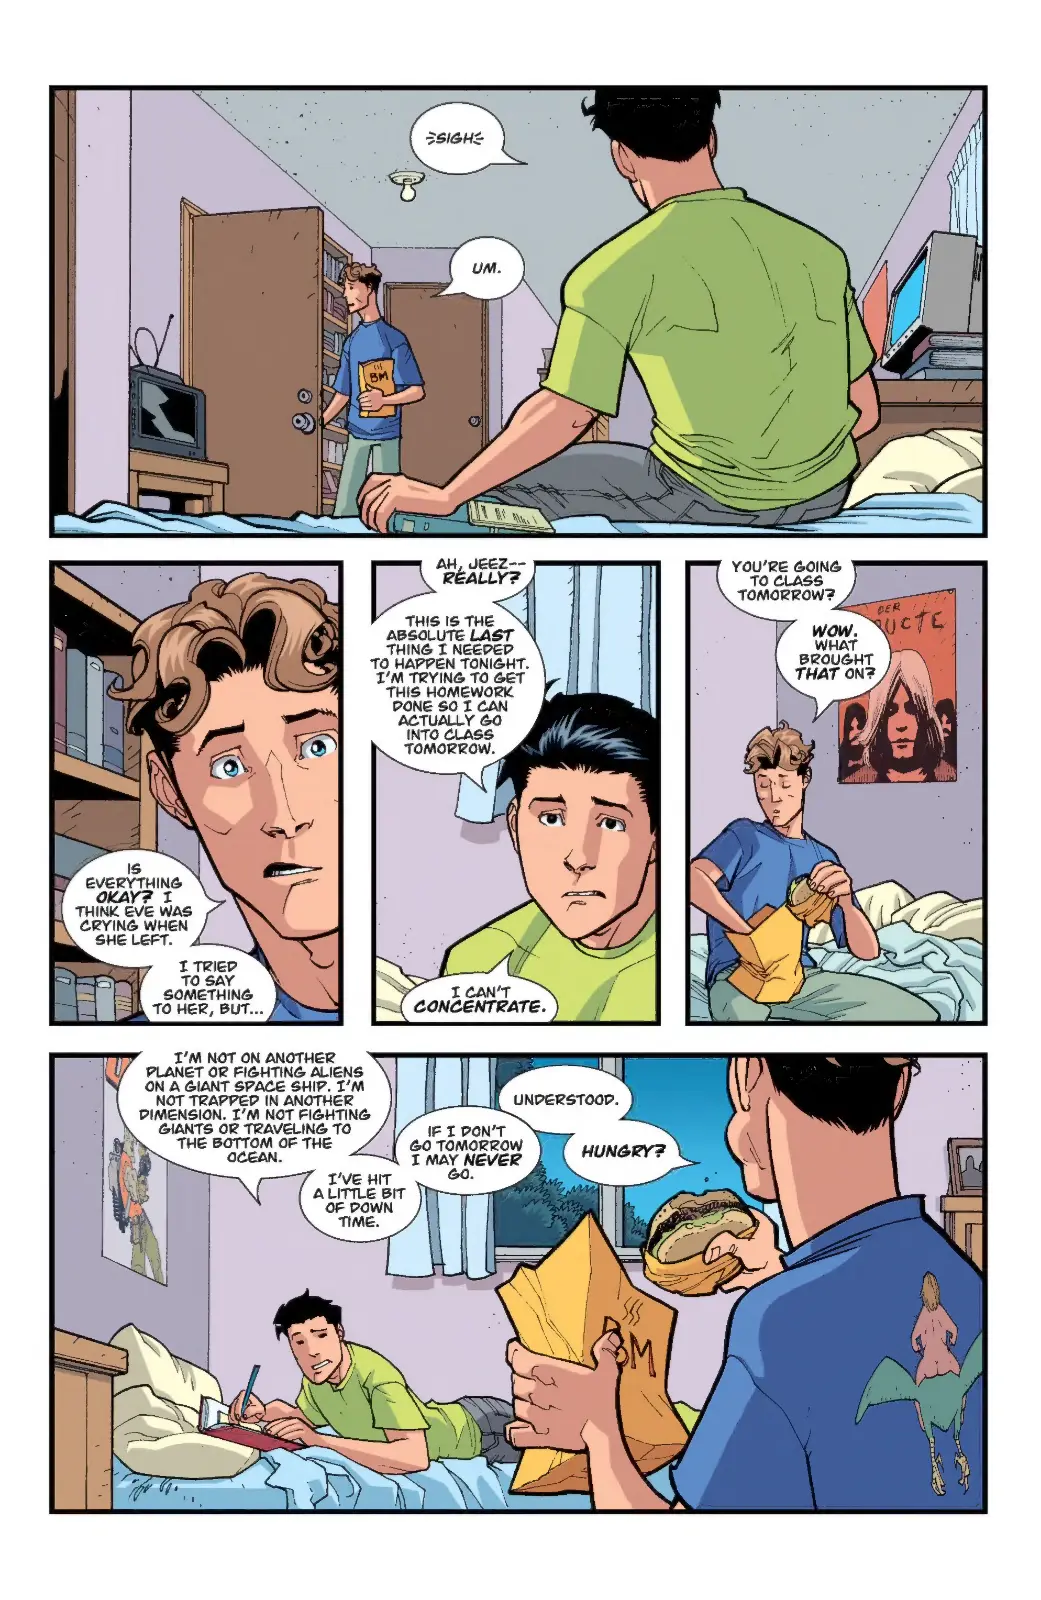 SIGH
UM.
BM
IS
EVERYTHING
OKAY? I
THINK EVE WAS
CRYING WHEN
SHE LEFT.
I TRIED
TO SAY
SOMETHING
TO HER, BUT...
AH, JEEZ--
REALLY?
THIS IS THE
ABSOLUTE LAST
THING I NEEDED
TO HAPPEN TONIGHT.
I'M TRYING TO GET
THIS HOMEWORK
DONE SO I CAN
ACTUALLY GO
INTO CLASS
TOMORROW.
I CAN'T
CONCENTRATE.
YOU'RE GOING
TO CLASS
TOMORROW?
WOW.
WHAT
BROUGHT
THAT ON?
DER
UCTE
I'M NOT ON ANOTHER
PLANET OR FIGHTING ALIENS
ON A GIANT SPACE SHIP. I'M
NOT TRAPPED IN ANOTHER
DIMENSION. I'M NOT FIGHTING
GIANTS OR TRAVELING TO
THE BOTTOM OF THE
OCEAN.
I'VE HIT
A LITTLE BIT
OF DOWN
TIME.
IF I DON'T
GO TOMORROW
I MAY NEVER
GO.
UNDERSTOOD.
HUNGRY?
BM